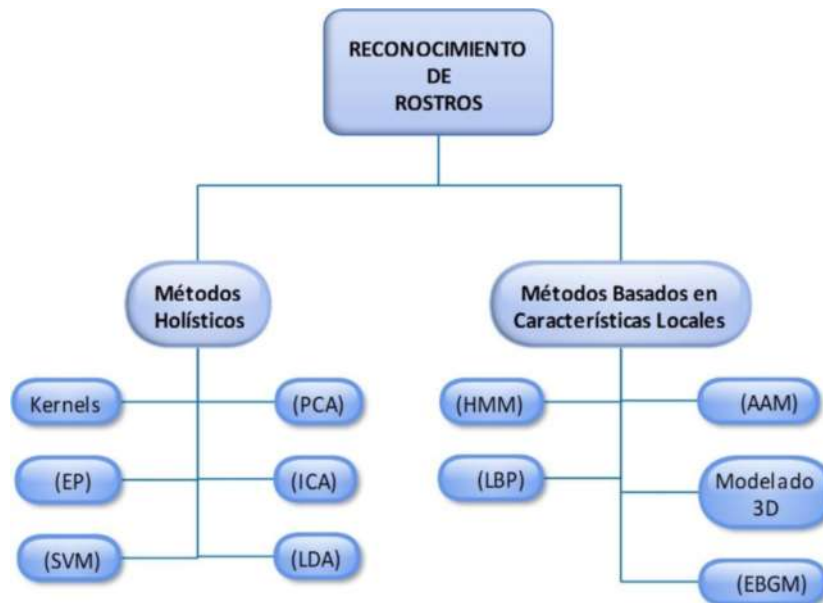 RECONOCIMIENTO
DE
ROSTROS
Métodos
Holísticos
Métodos Basados en
Características Locales
Kernels
(PCA)
(HMM)
(AAM)
(EP)
(ICA)
(LBP)
Modelado
3D
(SVM)
(LDA)
(EBGM)